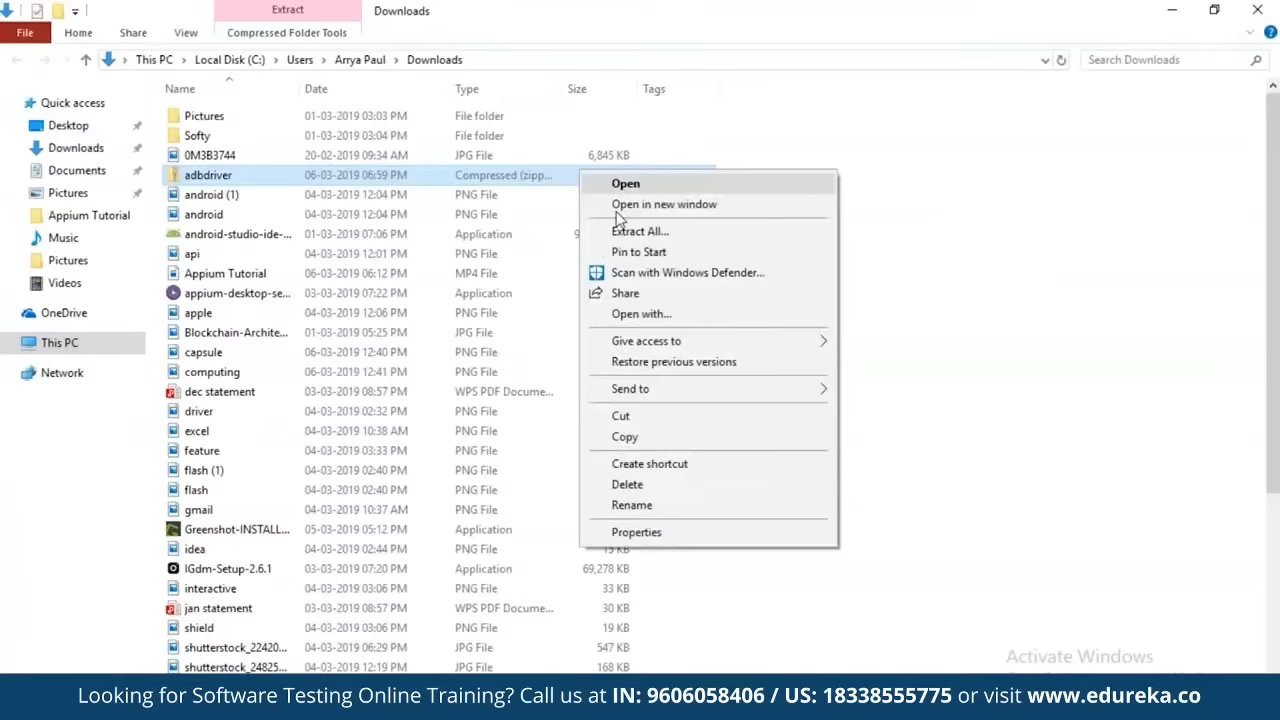 Extract
Downloads
File
Home
Share
View
Compressed Folder Tools
This PC > Local Disk (C:) > Users > Arrya Paul > Downloads
Search Downloads
Name Date Type Size Tags
Quick access
Desktop
Downloads
Documents
Pictures
Appium Tutorial
Music
Pictures
Videos
OneDrive
This PC
Network
Pictures 01-03-2019 03:03 PM File folder
Softy 01-03-2019 03:04 PM File folder
0M3B3744 20-02-2019 09:34 AM JPG File 6,845 KB
adbdriver 06-03-2019 06:59 PM Compressed (zipp...
android (1) 04-03-2019 12:04 PM PNG File
android 04-03-2019 12:04 PM PNG File
android-studio-ide-... 01-03-2019 07:06 PM Application
api 04-03-2019 12:01 PM PNG File
Appium Tutorial 06-03-2019 06:12 PM MP4 File
appium-desktop-se... 03-03-2019 07:22 PM Application
apple 04-03-2019 12:06 PM PNG File
Blockchain-Archite... 01-03-2019 05:25 PM JPG File
capsule 06-03-2019 12:40 PM PNG File
computing 06-03-2019 12:41 PM PNG File
dec statement 03-03-2019 08:57 PM WPS PDF Docume...
driver 04-03-2019 02:32 PM PNG File
excel 04-03-2019 10:38 AM PNG File
feature 04-03-2019 03:33 PM PNG File
flash (1) 04-03-2019 02:40 PM PNG File
flash 04-03-2019 02:40 PM PNG File
gmail 04-03-2019 10:37 AM PNG File
Greenshot-INSTALL... 05-03-2019 05:12 PM Application
idea 04-03-2019 02:44 PM PNG File 15 KB
IGdm-Setup-2.6.1 03-03-2019 07:20 PM Application 69,278 KB
interactive 04-03-2019 03:06 PM PNG File 33 KB
jan statement 03-03-2019 08:57 PM WPS PDF Docume... 30 KB
shield 04-03-2019 03:06 PM PNG File 19 KB
shutterstock_22420... 04-03-2019 06:29 PM JPG File 547 KB
shutterstock_24825... 04-03-2019 12:19 PM JPG File 168 KB
Open
Open in new window
Extract All...
Pin to Start
Scan with Windows Defender...
Share
Open with...
Give access to
Restore previous versions
Send to
Cut
Copy
Create shortcut
Delete
Rename
Properties
Activate Windows
Looking for Software Testing Online Training? Call us at IN: 9606058406 / US: 18338555775 or visit www.edureka.co